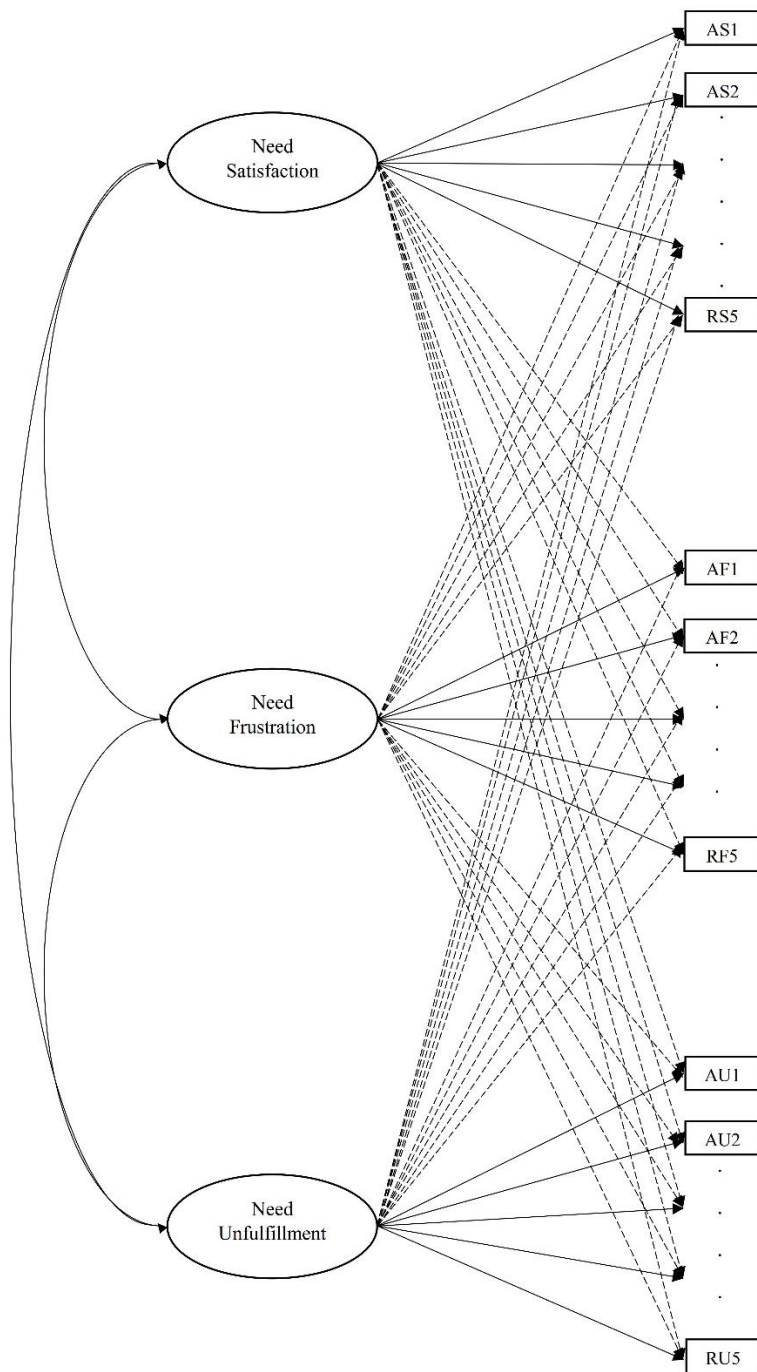 AS1
AS2
Need
Satisfaction
RS5
AF1
AF2
Need
Frustration
RF5
AU1
AU2
Need
Unfulfillment
RU5